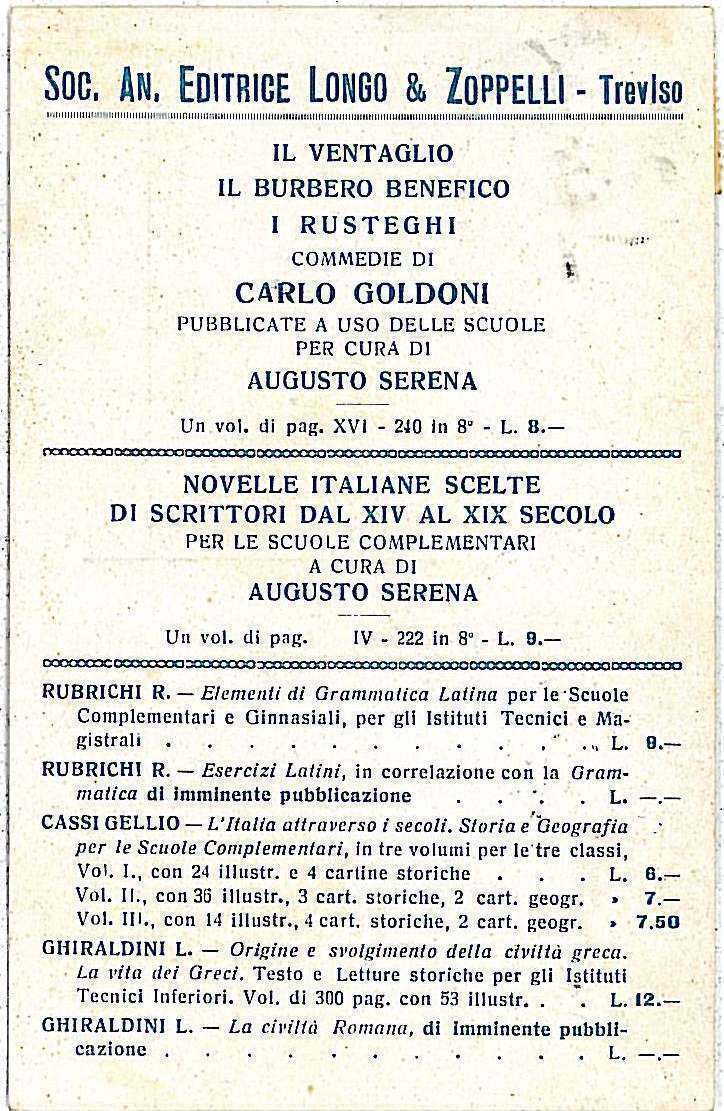 SOC. AN. EDITRICE LONGO & ZOPPELLI - Treviso
IL VENTAGLIO
IL BURBERO BENEFICO
I RUSTEGHI
COMMEDIE DI
CARLO GOLDONI
PUBBLICATE A USO DELLE SCUOLE
PER CURA DI
AUGUSTO SERENA
Un vol. di pag. XVI - 240 in 8° - L. 8.—
NOVELLE ITALIANE SCELTE
DI SCRITTORI DAL XIV AL XIX SECOLO
PER LE SCUOLE COMPLEMENTARI
A CURA DI
AUGUSTO SERENA
Un vol. di pag. IV - 222 in 8° - L. 9.—
RUBRICHI R. — Elementi di Grammatica Latina per le Scuole
Complementari e Ginnasiali, per gli Istituti Tecnici e Ma-
gistrali . . . . . . . . . . . L. 9.—
RUBRICHI R. — Esercizi Latini, in correlazione con la Gram-
matica di imminente pubblicazione . . . . L. —.—
CASSI GELLIO — L'Italia attraverso i secoli. Storia e Geografia
per le Scuole Complementari, in tre volumi per le tre classi,
Vol. I., con 24 illustr. e 4 cartine storiche . . . L. 6.—
Vol. II., con 36 illustr., 3 cart. storiche, 2 cart. geogr. » 7.—
Vol. III., con 14 illustr., 4 cart. storiche, 2 cart. geogr. » 7.50
GHIRALDINI L. — Origine e svolgimento della civiltà greca.
La vita dei Greci. Testo e Letture storiche per gli Istituti
Tecnici Inferiori. Vol. di 300 pag. con 53 illustr. . . . L. 12.—
GHIRALDINI L. — La civiltà Romana, di imminente pubbli-
cazione . . . . . . . . . . . L. —.—